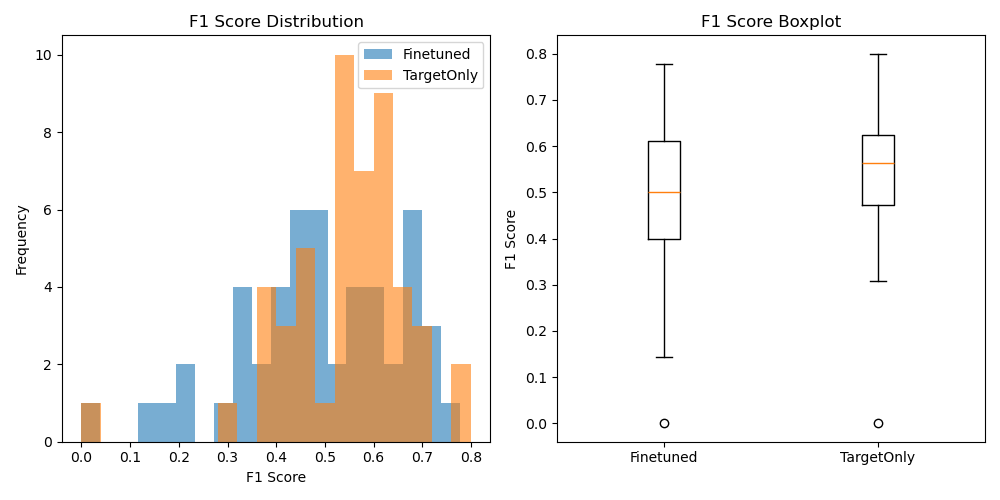 F1 Score Distribution
Finetuned
TargetOnly
Frequency
10
8
6
4
2
0
0.0 0.1 0.2 0.3 0.4 0.5 0.6 0.7 0.8
F1 Score
F1 Score Boxplot
F1 Score
0.8
0.7
0.6
0.5
0.4
0.3
0.2
0.1
0.0
Finetuned TargetOnly